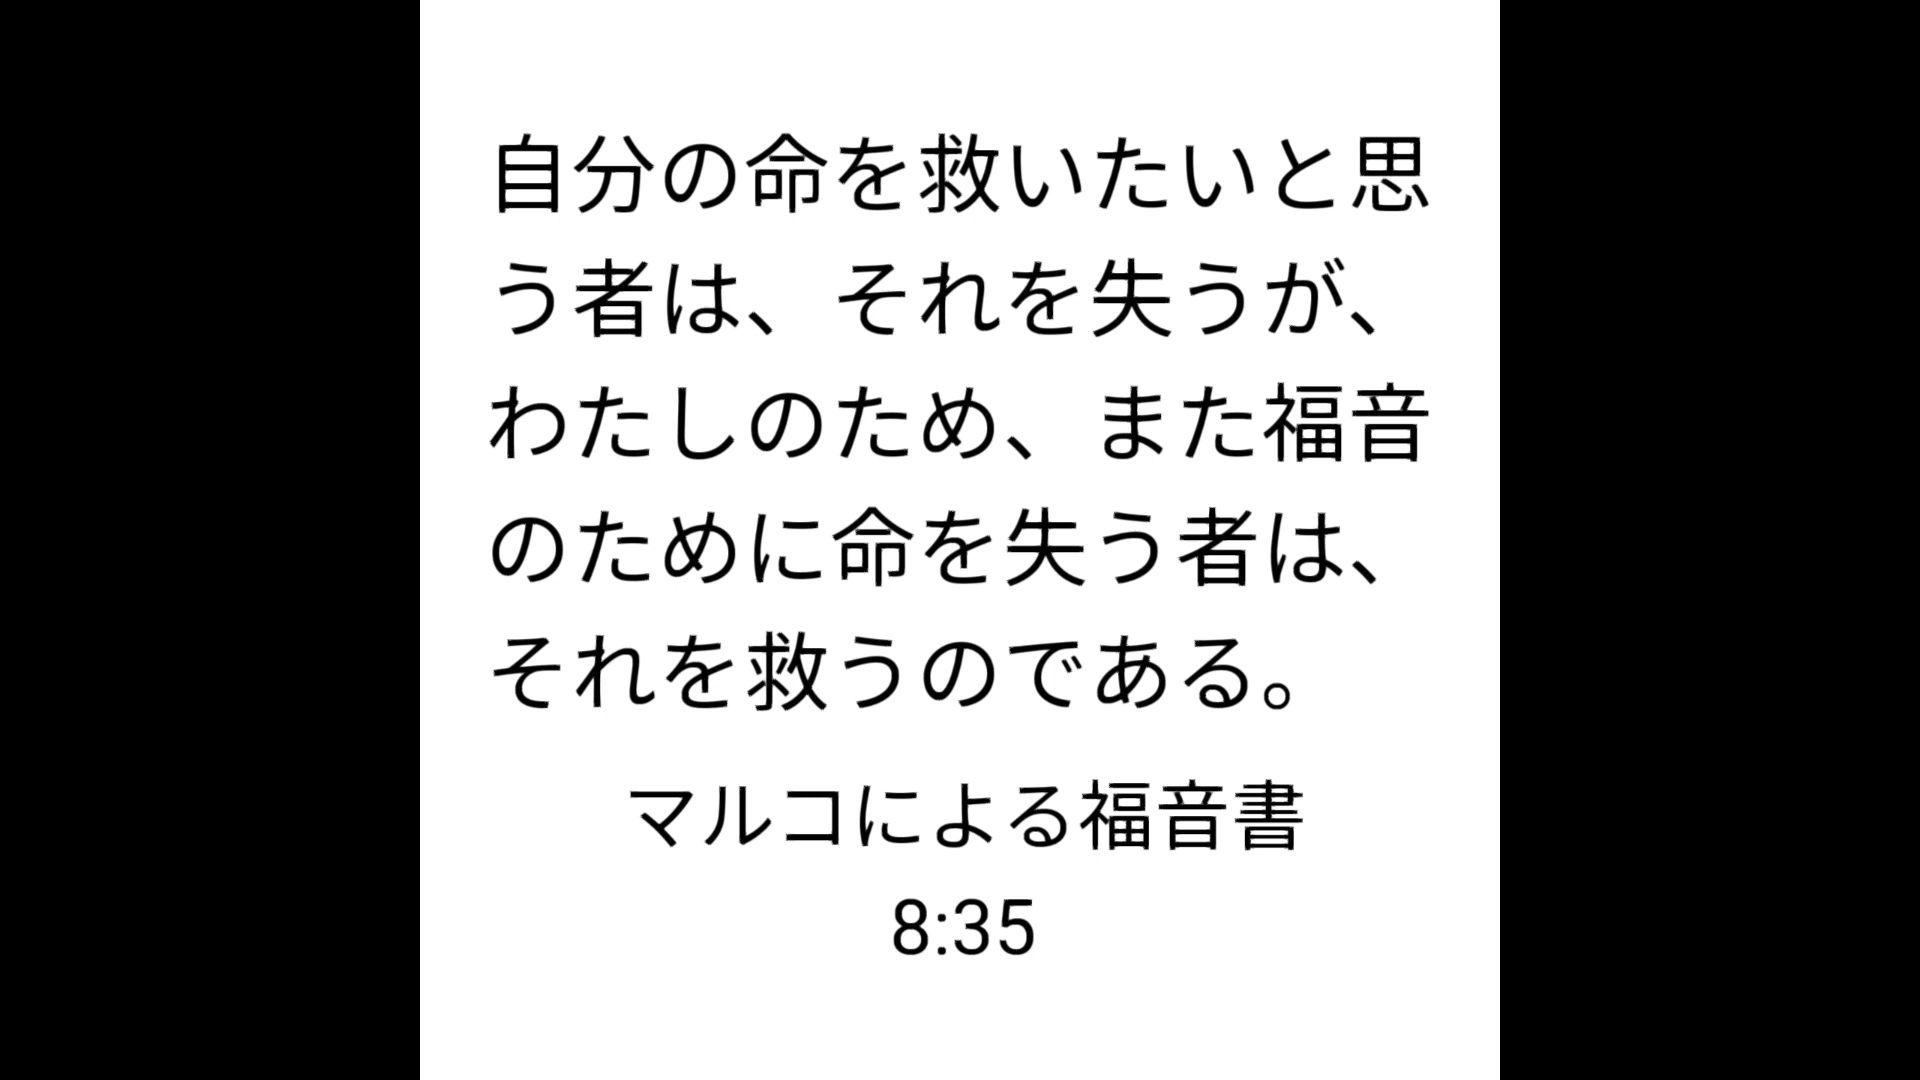 自分の命を救いたいと思
う者は、それを失うが、
わたしのため、また福音
のために命を失う者は、
それを救うのである。
マルコによる福音書
8:35